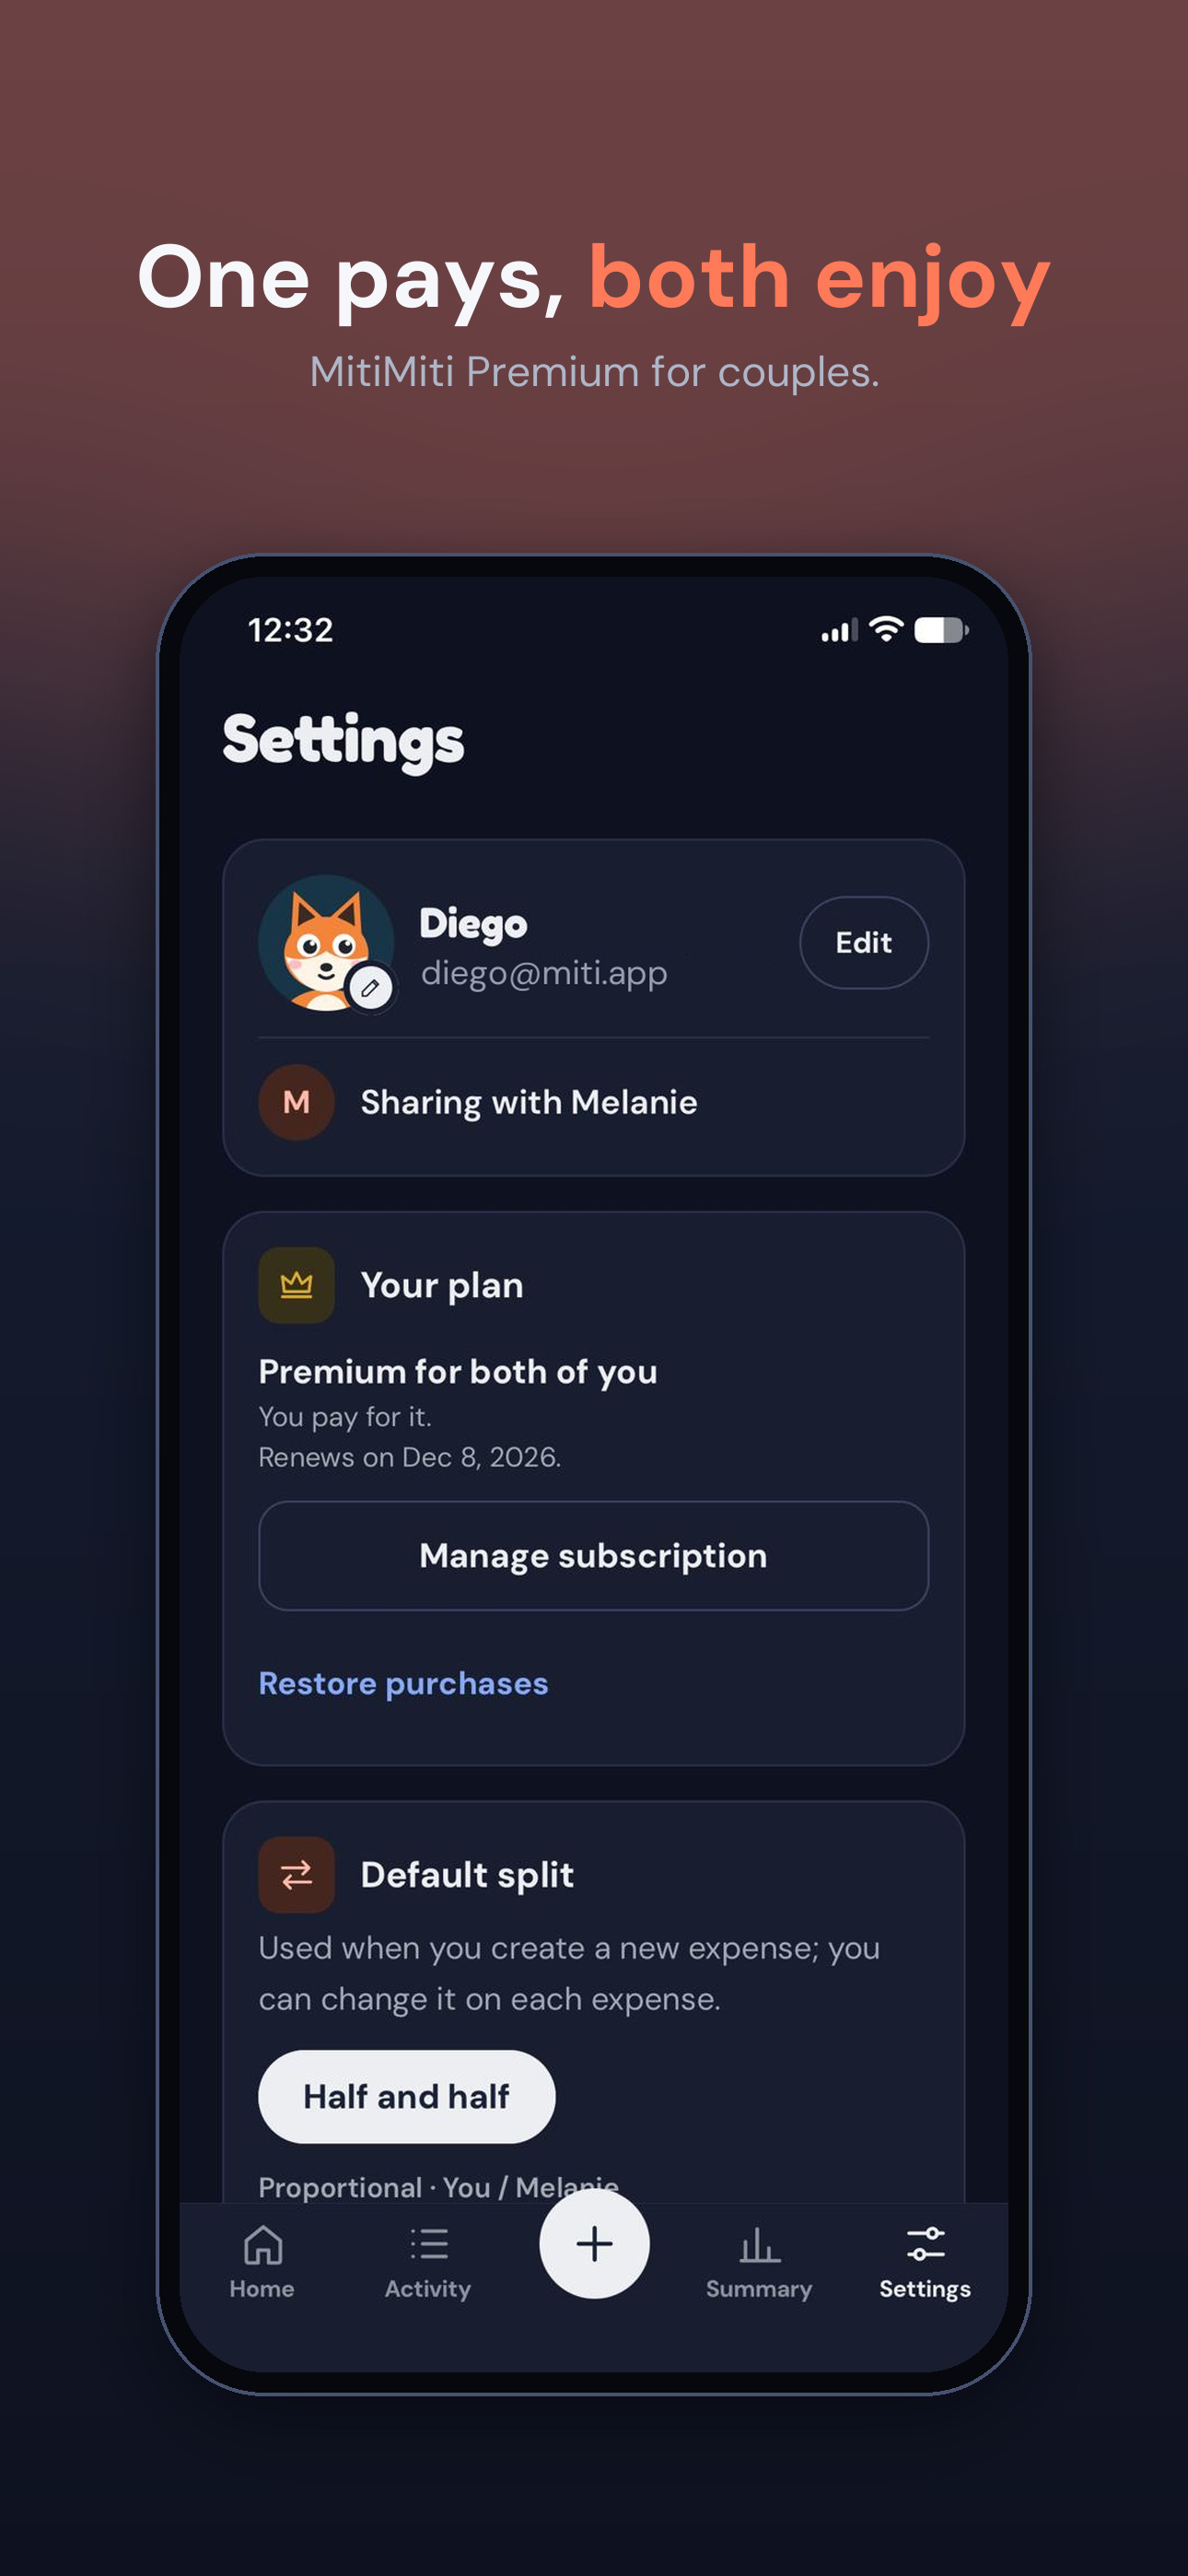 One pays, both enjoy
MitiMiti Premium for couples.
12:32
Settings
Diego
diego@miti.app
Edit
M
Sharing with Melanie
Your plan
Premium for both of you
You pay for it.
Renews on Dec 8, 2026.
Manage subscription
Restore purchases
Default split
Used when you create a new expense; you
can change it on each expense.
Half and half
Proportional · You / Melanie
Home
Activity
Summary
Settings